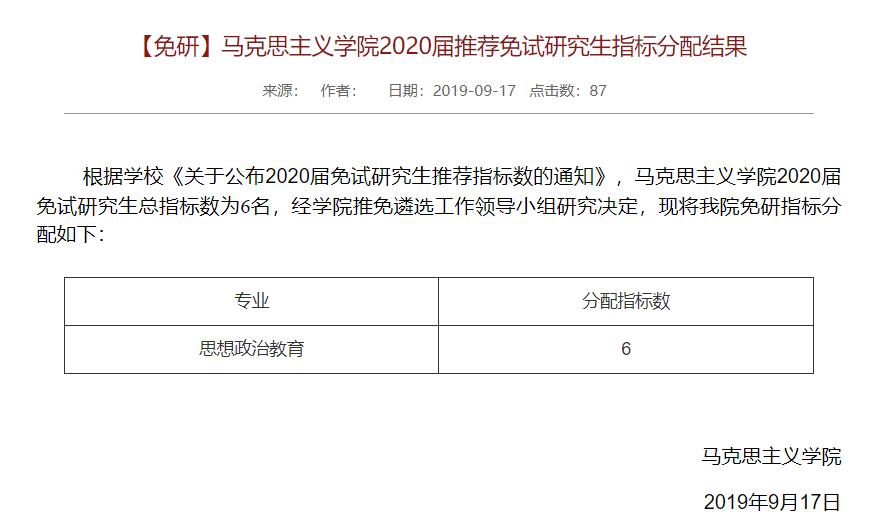 【免研】马克思主义学院2020届推荐免试研究生指标分配结果
来源： 作者： 日期：2019-09-17 点击数：87
根据学校《关于公布2020届免试研究生推荐指标数的通知》，马克思主义学院2020届
免试研究生总指标数为6名，经学院推免遴选工作领导小组研究决定，现将我院免研指标分
配如下：
专业 分配指标数
思想政治教育 6
马克思主义学院
2019年9月17日